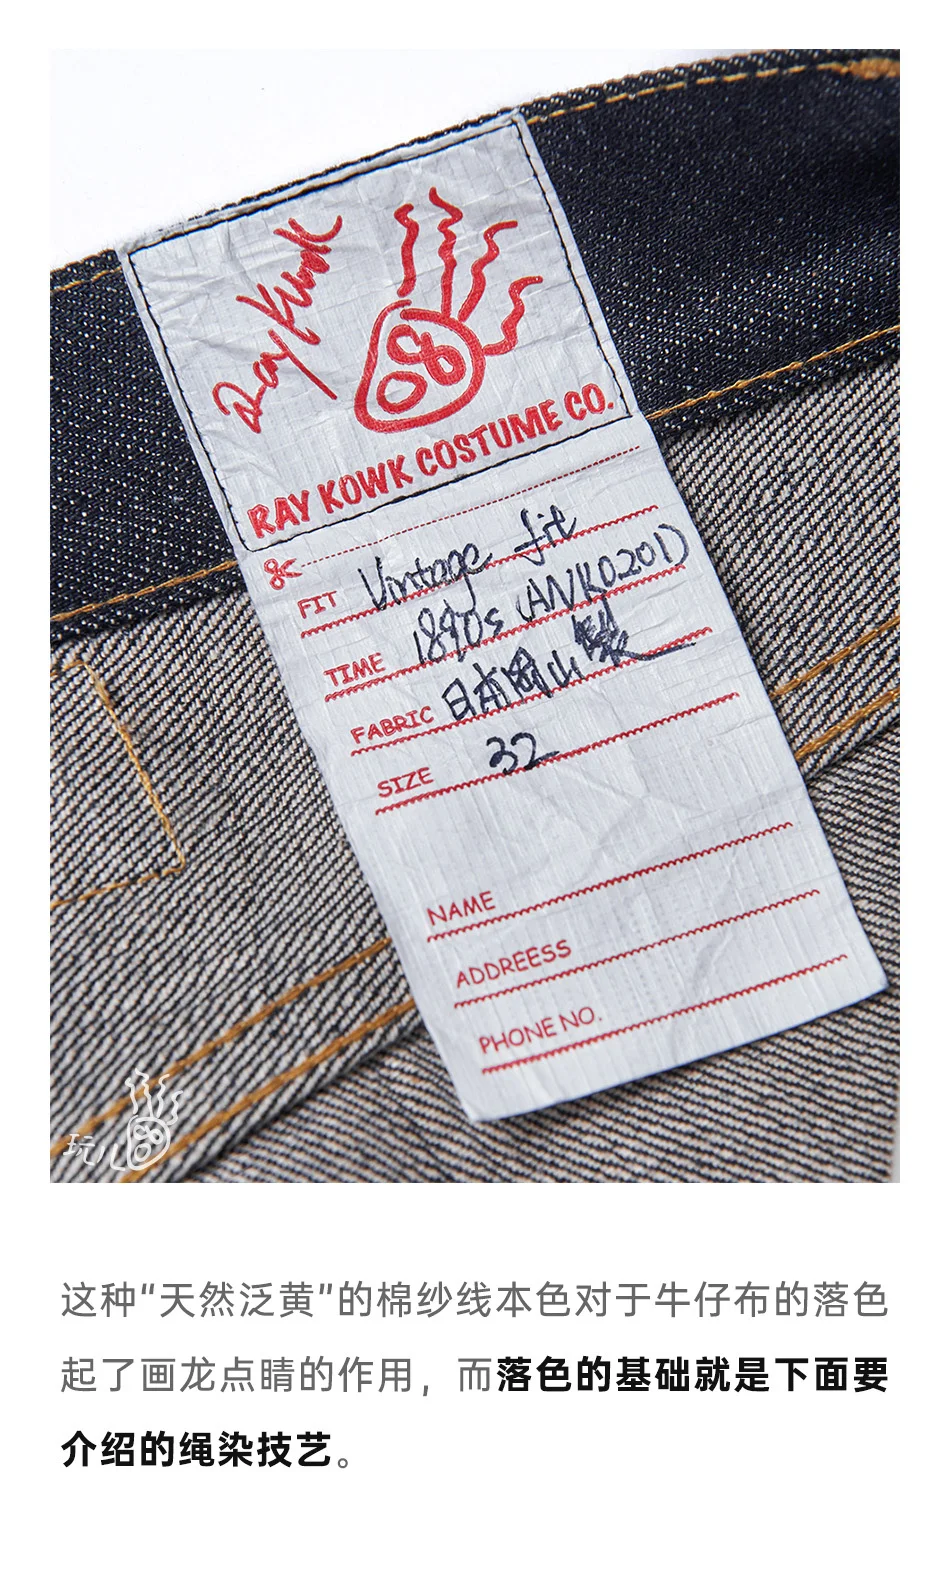 Ray Kowk
88
RAY KOWK COSTUME CO.
FIT Vintage fit
TIME 1890s (ANK0201)
FABRIC 日本岡山製
SIZE 32
NAME
ADDREESS
PHONE NO.
玩儿
这种“天然泛黄”的棉纱线本色对于牛仔布的落色
起了画龙点睛的作用，而落色的基础就是下面要
介绍的绳染技艺。